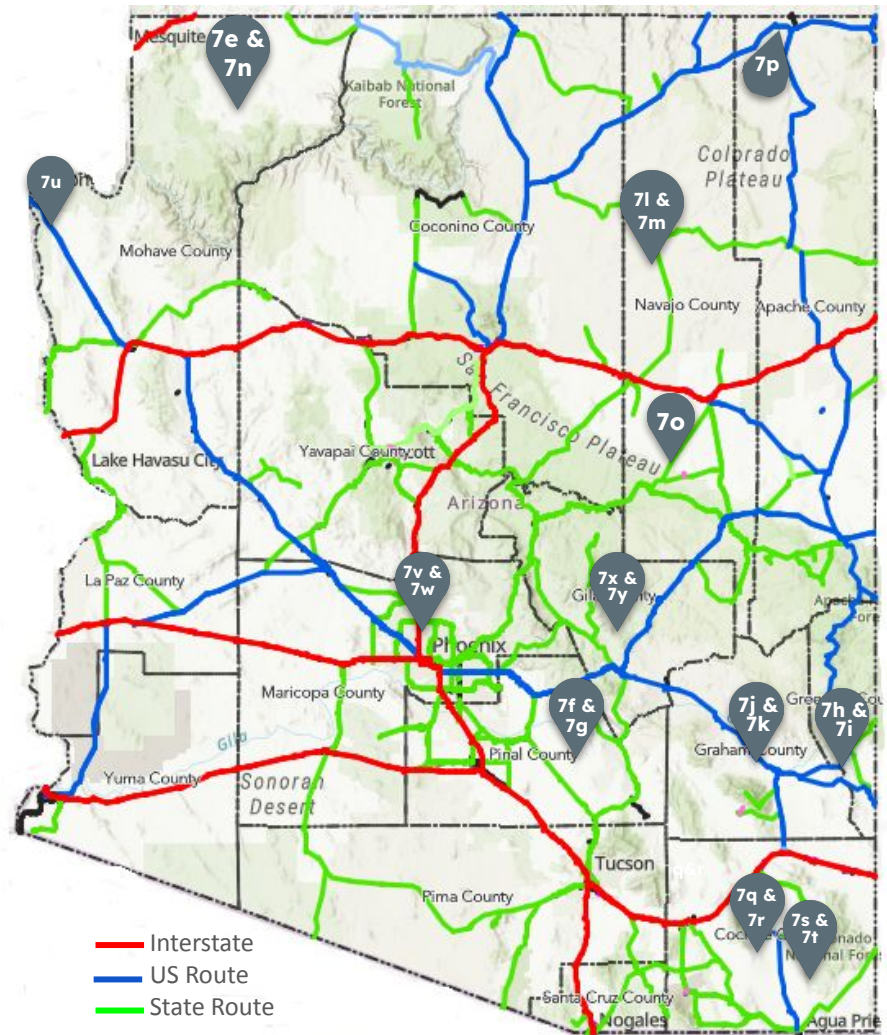 Mesquite
7e &
7n
7p
Kaibab National
Forest
Colorado
Plateau
7u
7l &
7m
Coconino County
Mohave County
Navajo County
Apache County
San Francisco Plateau
7o
Yavapai County
cott
Lake Havasu City
Arizona
7v &
7w
7x &
7y
La Paz County
Phoenix
Maricopa County
7f &
7g
7j &
7k
7h &
7i
Gila
Pinal County
Graham County
Yuma County
Sonoran
Desert
Tucson
Pima County
7q &
7r
7s &
7t
Interstate
US Route
State Route
Santa Cruz County
Nogales
Agua Prie